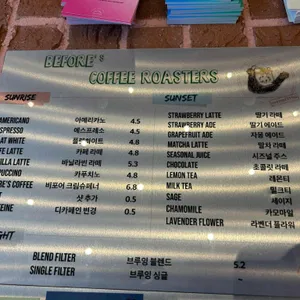 BEFORE's
COFFEE ROASTERS
SUNRISE
AMERICANO 아메리카노 4.5
ESPRESSO 에스프레소 4.5
FLAT WHITE 플랫화이트 4.8
CAFE LATTE 카페 라떼 4.8
VANILLA LATTE 바닐라빈 라떼 5.3
CAPPUCCINO 카푸치노 4.8
BEFORE'S COFFEE 비포어 크림슈페너 6.8
샷 추가 0.5
디카페인 변경 0.5
SUNSET
STRAWBERRY LATTE 딸기 라떼
STRAWBERRY ADE 딸기 에이드
GRAPEFRUIT ADE 자몽 에이드
MATCHA LATTE 말차 라떼
SEASONAL JUICE 시즈널 주스
CHOCOLATE 초콜릿 라떼
LEMON TEA 레몬티
MILK TEA 밀크티
SAGE 세이지
CHAMOMILE 카모마일
LAVENDER FLOWER 라벤더 플라워
BLEND FILTER 브루잉 블렌드 5.2
SINGLE FILTER 브루잉 싱글 ~